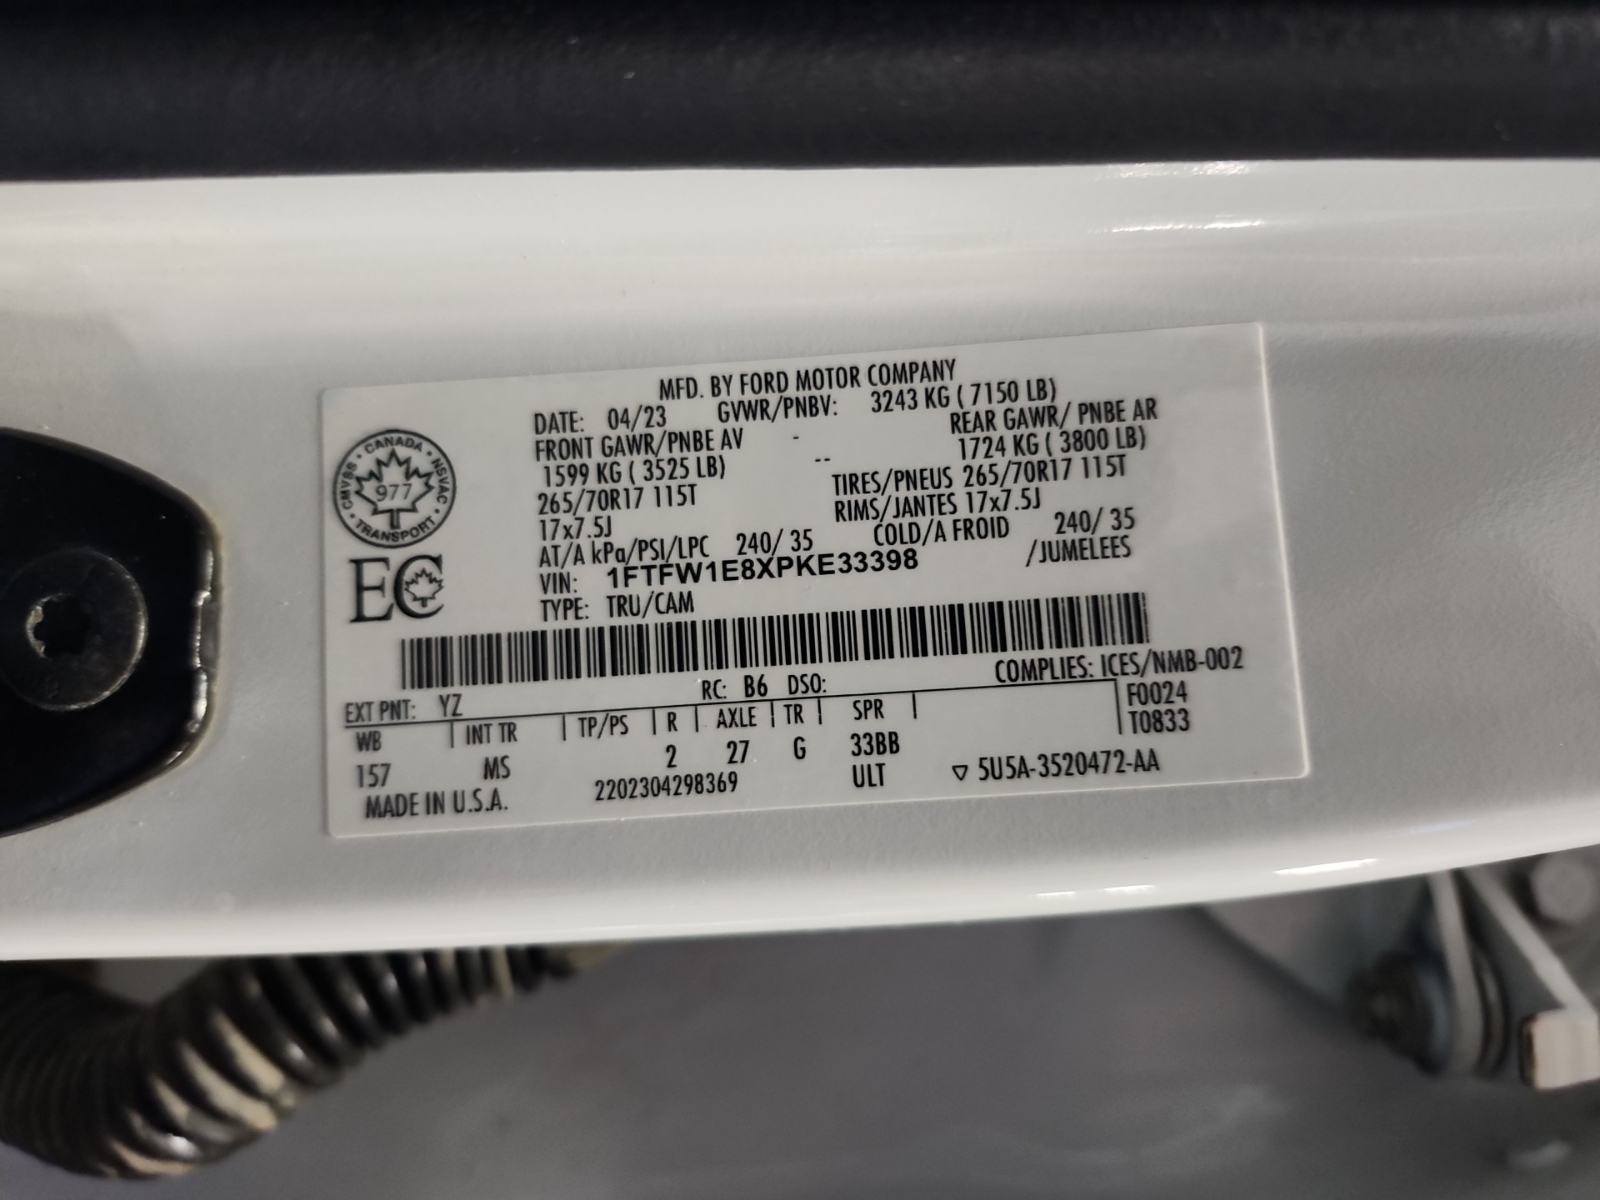 MFD. BY FORD MOTOR COMPANY
DATE: 04/23 GVWR/PNBV: 3243 KG ( 7150 LB)
FRONT GAWR/PNBE AV - REAR GAWR/ PNBE AR
1599 KG ( 3525 LB) -- 1724 KG ( 3800 LB)
265/70R17 115T TIRES/PNEUS 265/70R17 115T
17x7.5J RIMS/JANTES 17x7.5J
AT/A kPa/PSI/LPC 240/ 35 COLD/A FROID 240/ 35
VIN: 1FTFW1E8XPKE33398 /JUMELEES
TYPE: TRU/CAM
CANADA
CMVSS • NSVAC
977
TRANSPORT
EC
COMPLIES: ICES/NMB-002
EXT PNT: YZ RC: B6 DSO:
F0024
WB INT TR TP/PS R AXLE TR SPR
T0833
157 MS 2 27 G 33BB
MADE IN U.S.A. 2202304298369 ULT ▽ 5U5A-3520472-AA